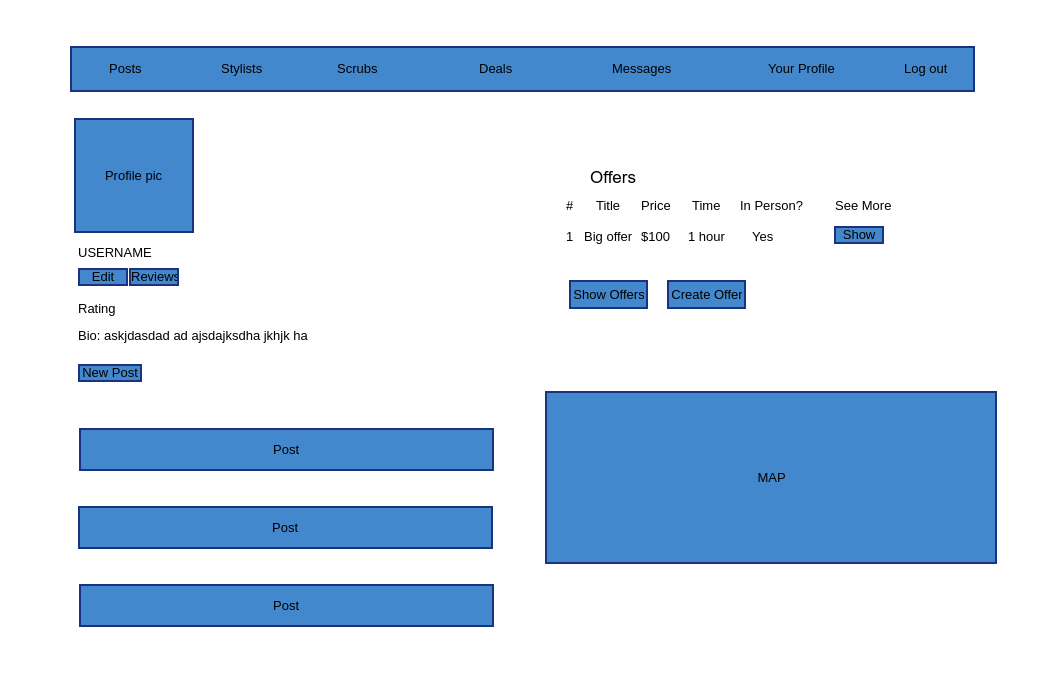 Posts Stylists Scrubs Deals Messages Your Profile Log out
Profile pic
USERNAME
Edit Reviews
Rating
Bio: askjdasdad ad ajsdajksdha jkhjk ha
New Post
Post
Post
Post
Offers
# Title Price Time In Person? See More
1 Big offer $100 1 hour Yes Show
Show Offers Create Offer
MAP